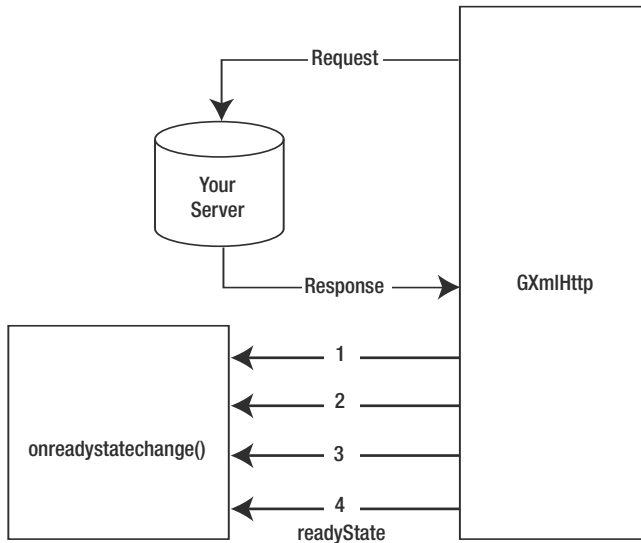 Request
Your
Server
Response
GXmlHttp
1
2
onreadystatechange()
3
4
readyState